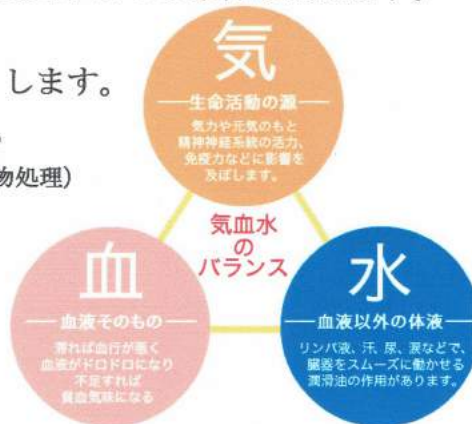 気
生命活動の源
気力や元気のもと
精神神経系統の活力、
免疫力などに影響を
及ぼします。
します。
物処理)
気血水
の
バランス
血
血液そのもの
滞れば血行が悪く
血液がドロドロになり
不足すれば
貧血気味になる
水
血液以外の体液
リンパ液、汗、尿、涙などで、
臓器をスムーズに働かせる
潤滑油の作用があります。